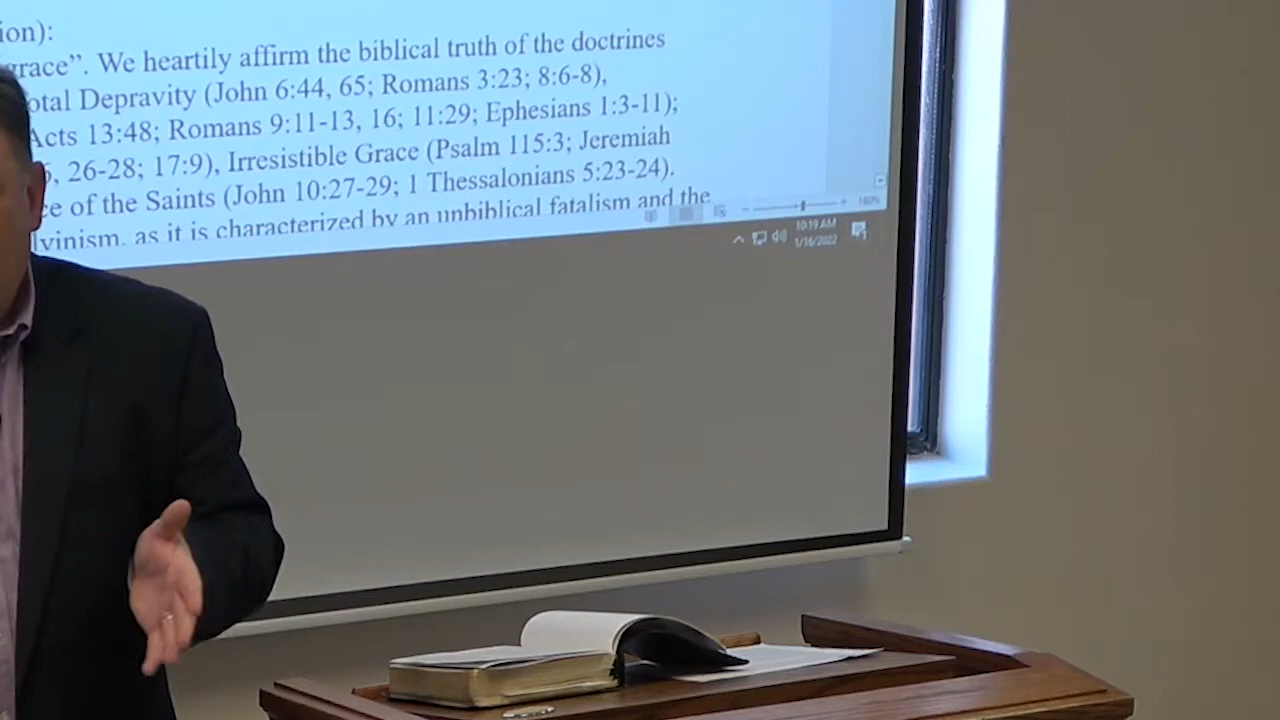 ion):
grace”. We heartily affirm the biblical truth of the doctrines
otal Depravity (John 6:44, 65; Romans 3:23; 8:6-8),
Acts 13:48; Romans 9:11-13, 16; 11:29; Ephesians 1:3-11);
, 26-28; 17:9), Irresistible Grace (Psalm 115:3; Jeremiah
ce of the Saints (John 10:27-29; 1 Thessalonians 5:23-24).
lvinism, as it is characterized by an unbiblical fatalism and the
180%
10:19 AM
1/16/2022